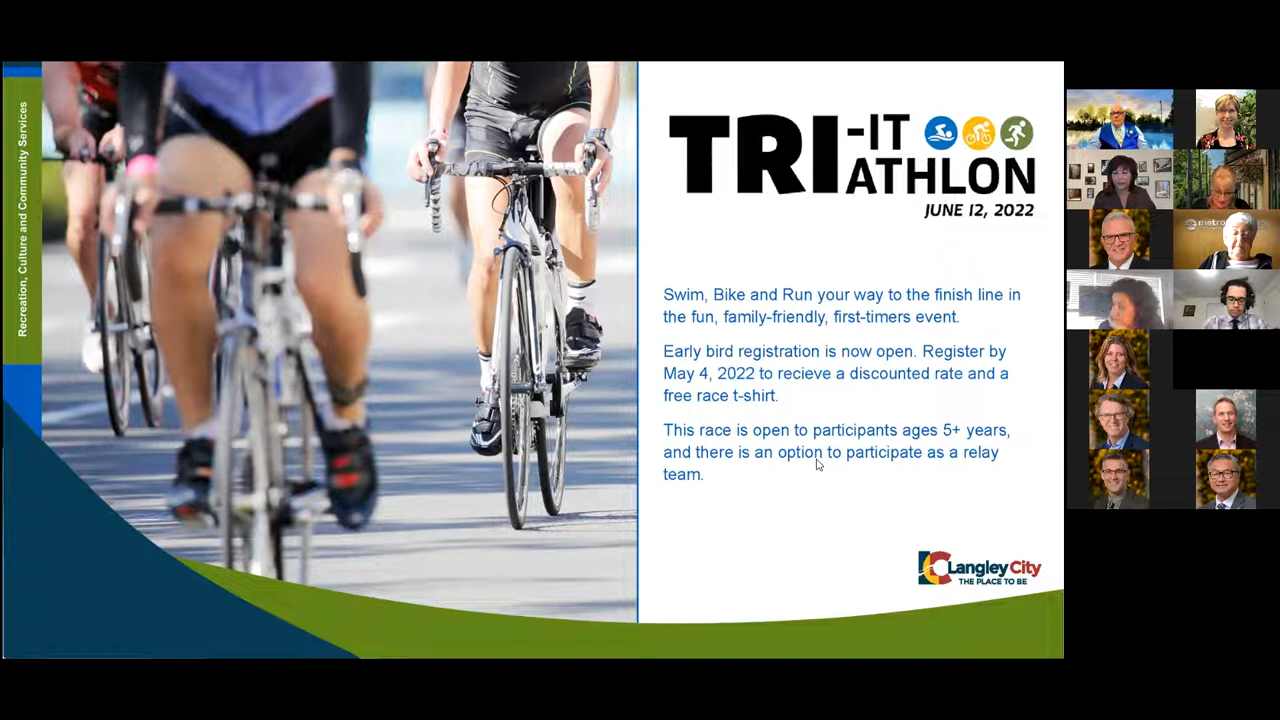 Recreation, Culture and Community Services
TRI-IT
ATHLON
JUNE 12, 2022
Swim, Bike and Run your way to the finish line in
the fun, family-friendly, first-timers event.
Early bird registration is now open. Register by
May 4, 2022 to recieve a discounted rate and a
free race t-shirt.
This race is open to participants ages 5+ years,
and there is an option to participate as a relay
team.
LC Langley City
THE PLACE TO BE
metro